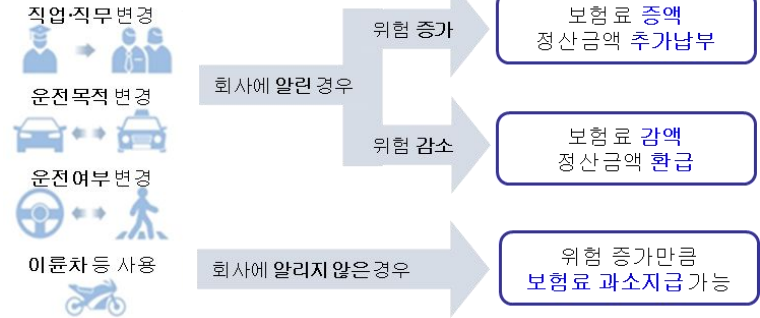 직업·직무 변경
운전목적 변경
운전여부 변경
이륜차 등 사용
회사에 알린 경우
위험 증가
보험료 증액
정산금액 추가납부
위험 감소
보험료 감액
정산금액 환급
회사에 알리지 않은 경우
위험 증가만큼
보험료 과소지급 가능